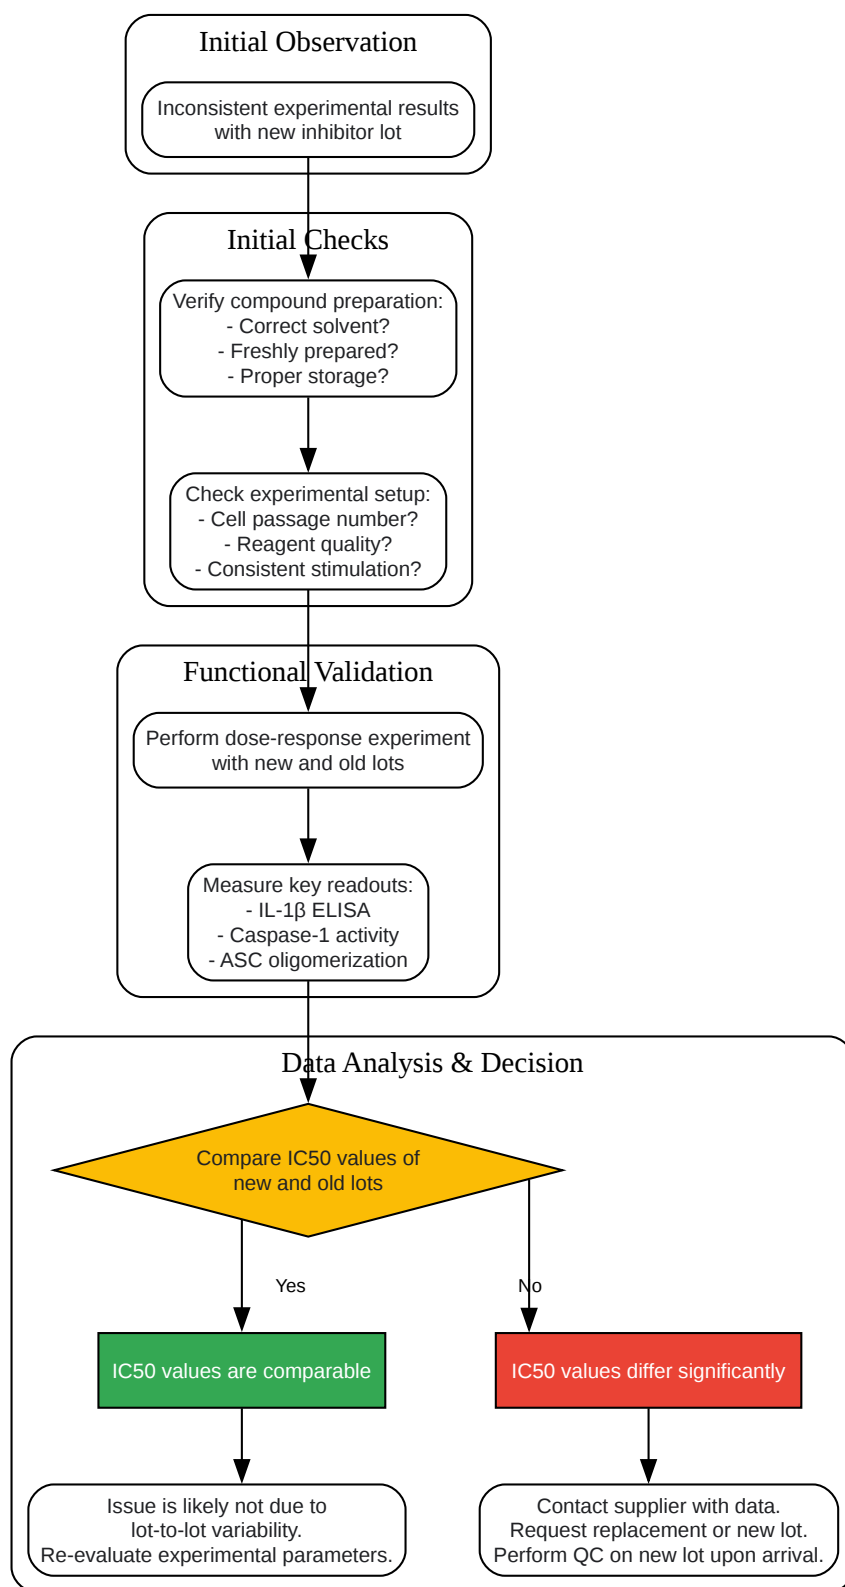 Initial Observation
Inconsistent experimental results
with new inhibitor lot
Initial Checks
Verify compound preparation:
- Correct solvent?
- Freshly prepared?
- Proper storage?
Check experimental setup:
- Cell passage number?
- Reagent quality?
- Consistent stimulation?
Functional Validation
Perform dose-response experiment
with new and old lots
Measure key readouts:
- IL-1β ELISA
- Caspase-1 activity
- ASC oligomerization
Data Analysis & Decision
Compare IC50 values of
new and old lots
Yes
No
IC50 values are comparable
IC50 values differ significantly
Issue is likely not due to
lot-to-lot variability.
Re-evaluate experimental parameters.
Contact supplier with data.
Request replacement or new lot.
Perform QC on new lot upon arrival.